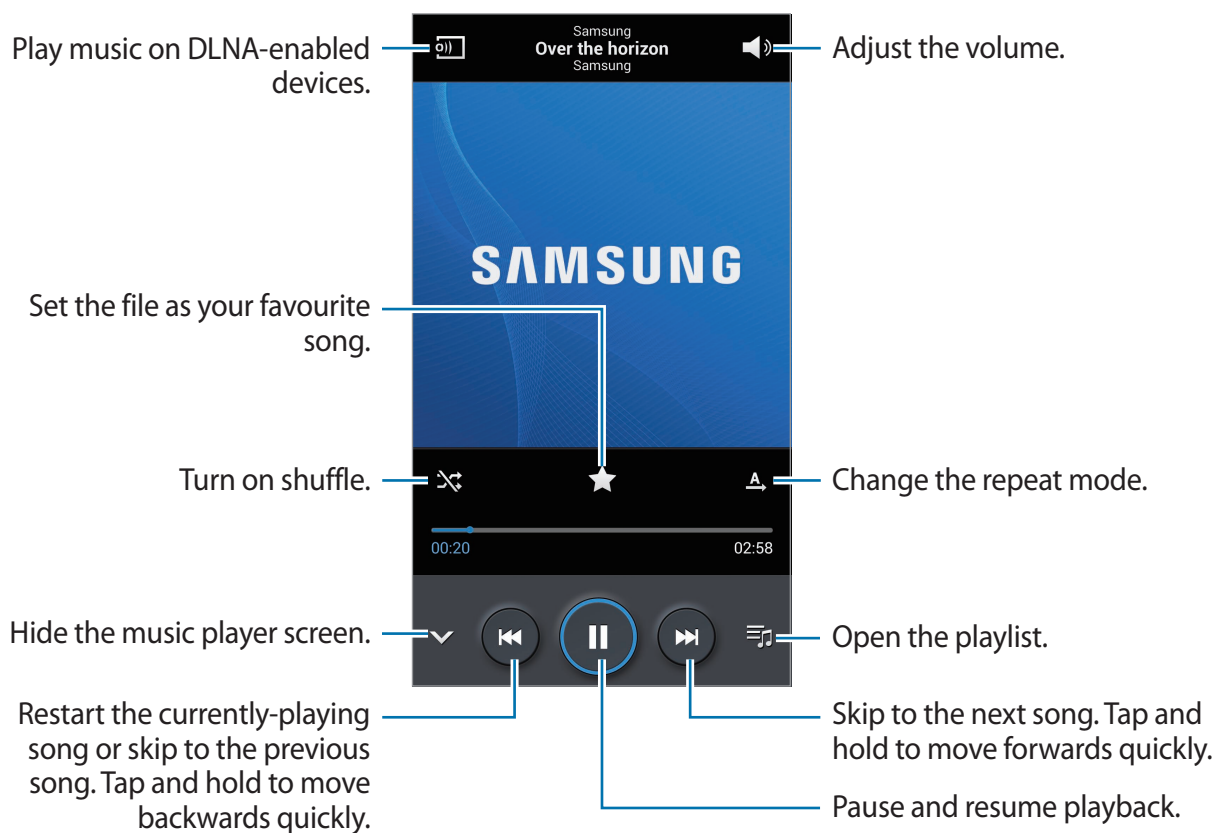 Play music on DLNA-enabled
devices.
Samsung
Over the horizon
Samsung
Adjust the volume.
SAMSUNG
Set the file as your favourite
song.
Turn on shuffle.
A
Change the repeat mode.
00:20
02:58
Hide the music player screen.
Open the playlist.
Restart the currently-playing
song or skip to the previous
song. Tap and hold to move
backwards quickly.
Skip to the next song. Tap and
hold to move forwards quickly.
Pause and resume playback.